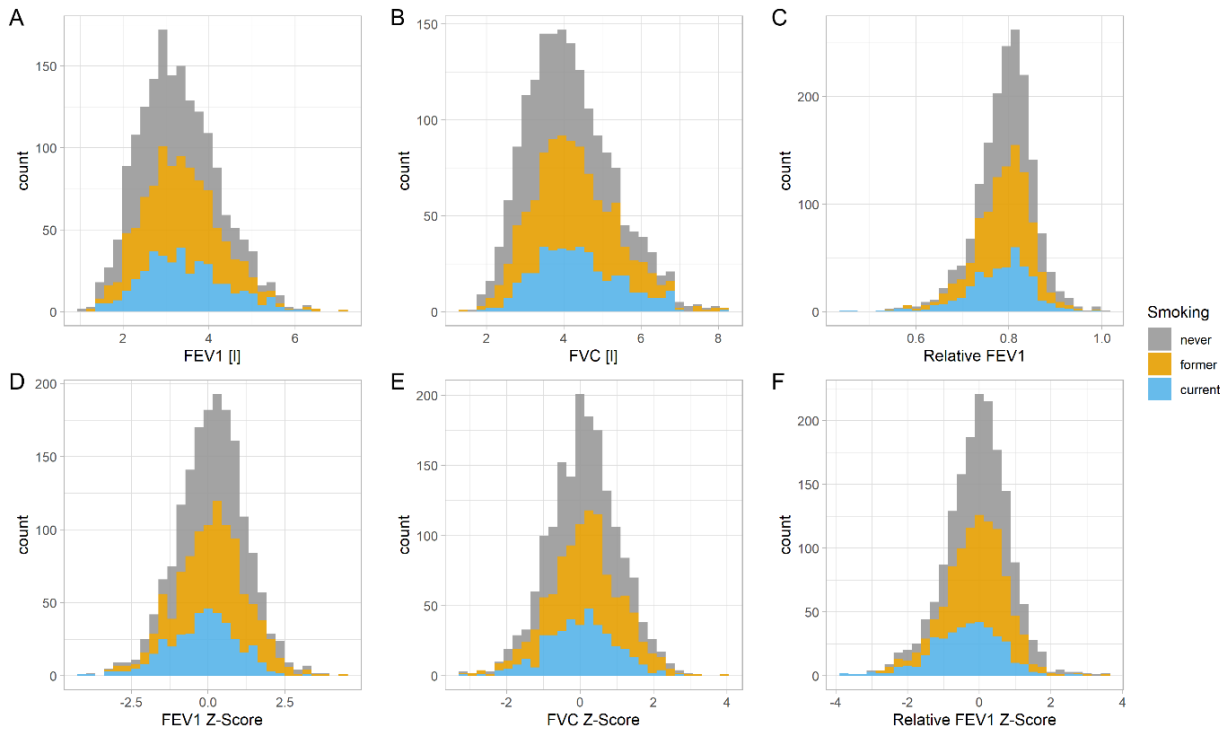 A
B
C
150
100
50
0
count
2
4
6
FEV1 [l]
150
100
50
0
count
2
4
6
8
FVC [l]
200
100
0
count
0.6
0.8
1.0
Relative FEV1
Smoking
never
former
current
D
E
F
200
150
100
50
0
count
-2.5
0.0
2.5
FEV1 Z-Score
200
150
100
50
0
count
-2
0
2
4
FVC Z-Score
200
150
100
50
0
count
-4
-2
0
2
4
Relative FEV1 Z-Score